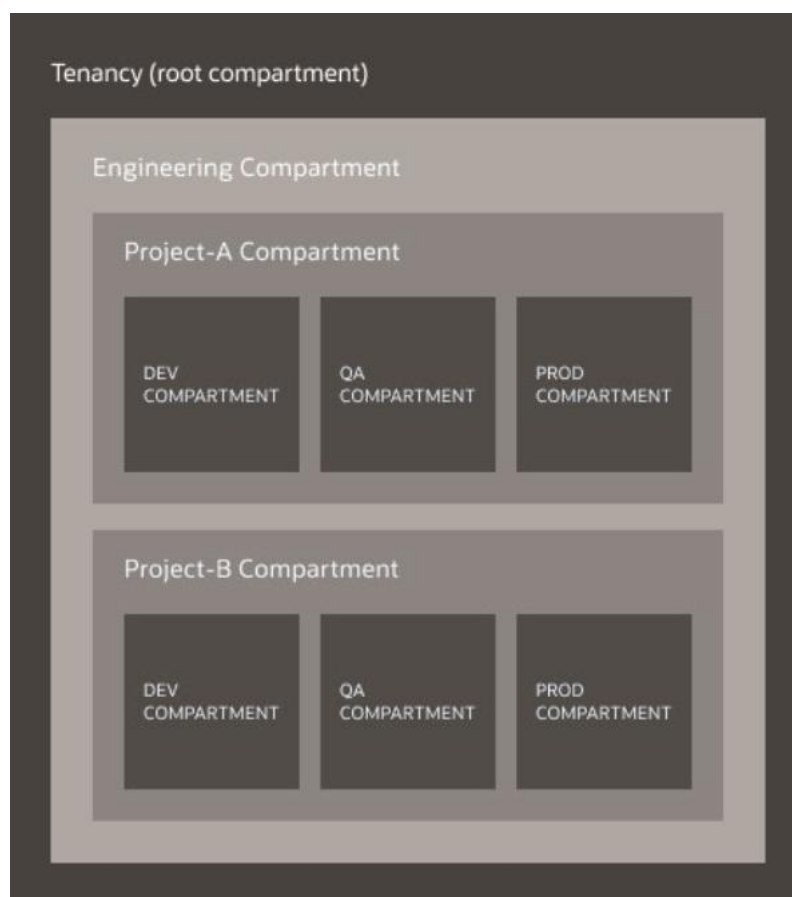 Tenancy (root compartment)
Engineering Compartment
Project-A Compartment
DEV
COMPARTMENT
QA
COMPARTMENT
PROD
COMPARTMENT
Project-B Compartment
DEV
COMPARTMENT
QA
COMPARTMENT
PROD
COMPARTMENT